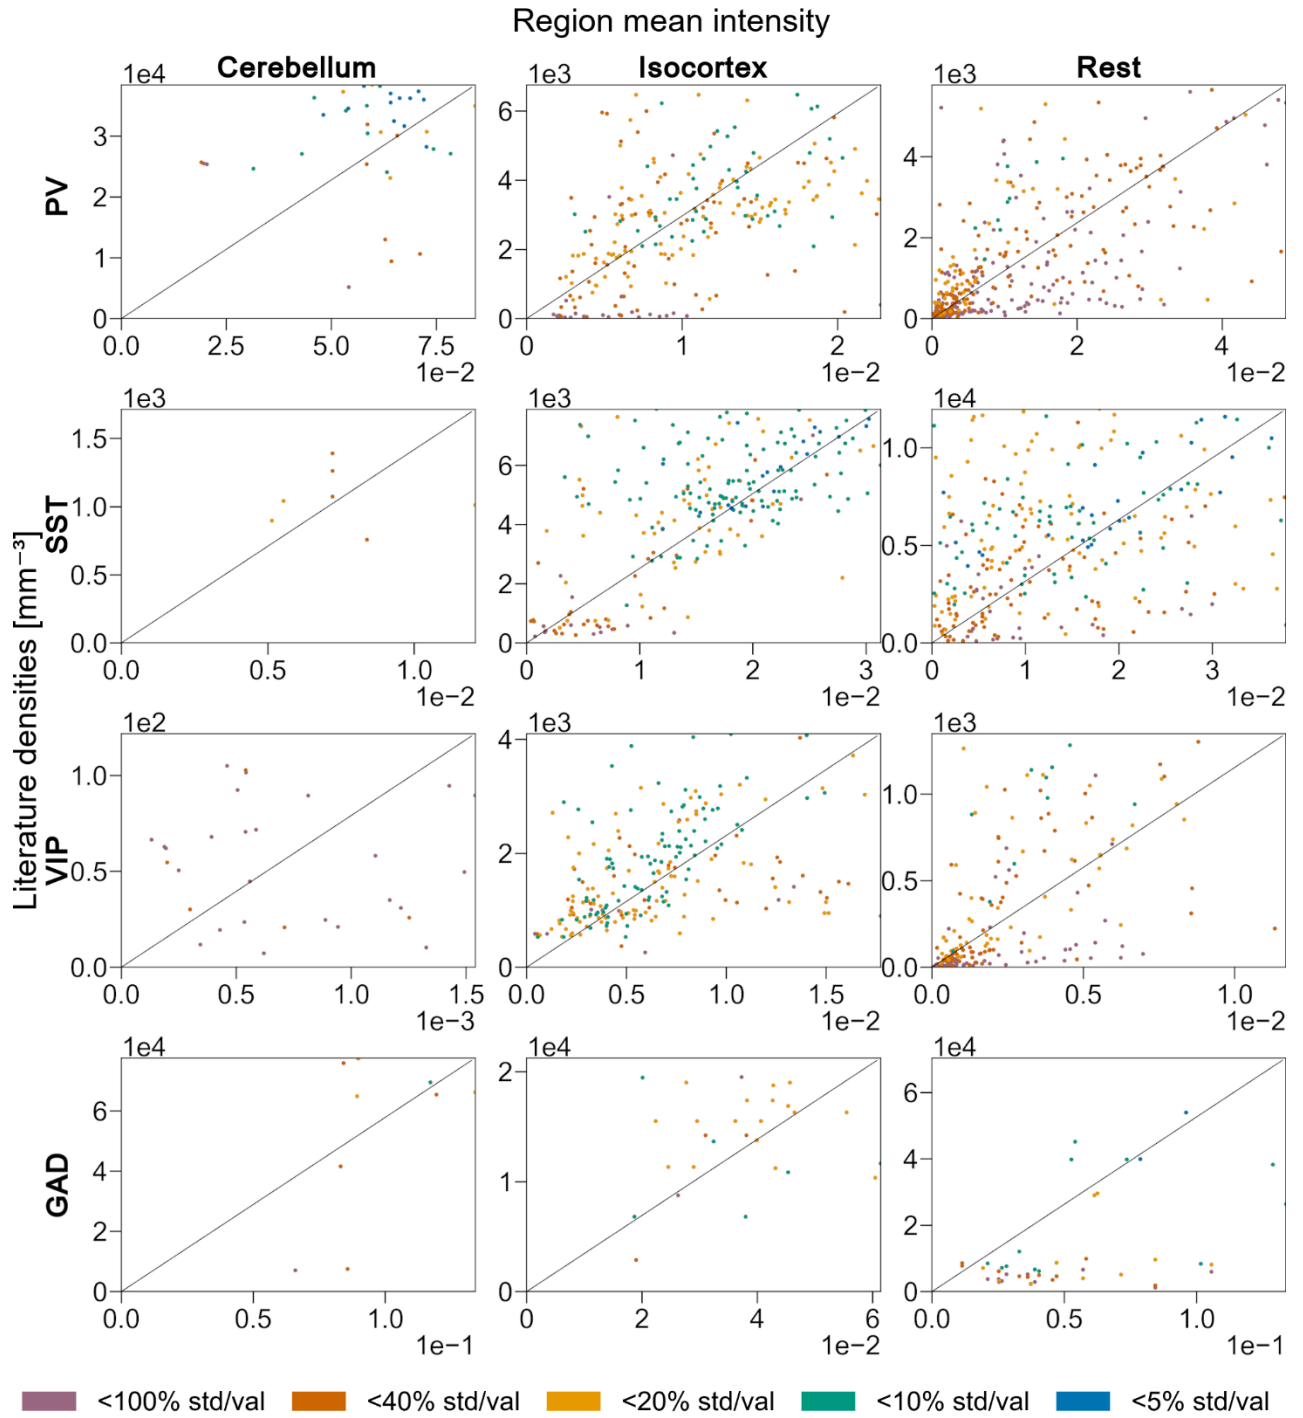 Region mean intensity
Cerebellum Isocortex Rest
Literature densities [mm⁻³]
PV
1e4
3
2
1
0
0.0 2.5 5.0 7.5
1e−2
1e3
6
4
2
0
0 1 2
1e−2
1e3
4
2
0
0 2 4
1e−2
SST
1e3
1.5
1.0
0.5
0.0
0.0 0.5 1.0
1e−2
1e3
6
4
2
0
0 1 2 3
1e−2
1e4
1.0
0.5
0.0
0 1 2 3
1e−2
VIP
1e2
1.0
0.5
0.0
0.0 0.5 1.0 1.5
1e−3
1e3
4
2
0
0.0 0.5 1.0 1.5
1e−2
1e3
1.0
0.5
0.0
0.0 0.5 1.0
1e−2
GAD
1e4
6
4
2
0
0.0 0.5 1.0
1e−1
1e4
2
1
0
0 2 4 6
1e−2
1e4
6
4
2
0
0.0 0.5 1.0
1e−1
<100% std/val <40% std/val <20% std/val <10% std/val <5% std/val